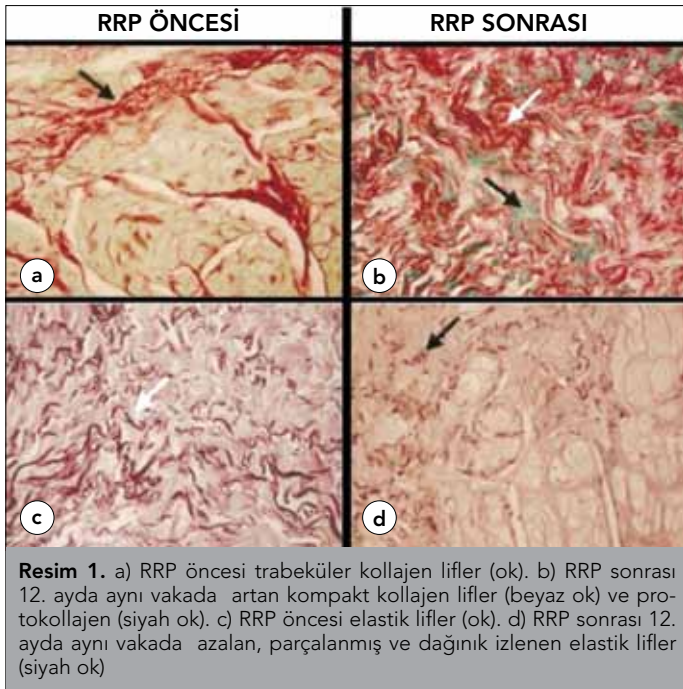 RRP ÖNCESİ
RRP SONRASI
a
b
c
d
Resim 1. a) RRP öncesi trabeküler kollajen lifler (ok). b) RRP sonrası
12. ayda aynı vakada artan kompakt kollajen lifler (beyaz ok) ve pro-
tokollajen (siyah ok). c) RRP öncesi elastik lifler (ok). d) RRP sonrası 12.
ayda aynı vakada azalan, parçalanmış ve dağınık izlenen elastik lifler
(siyah ok)